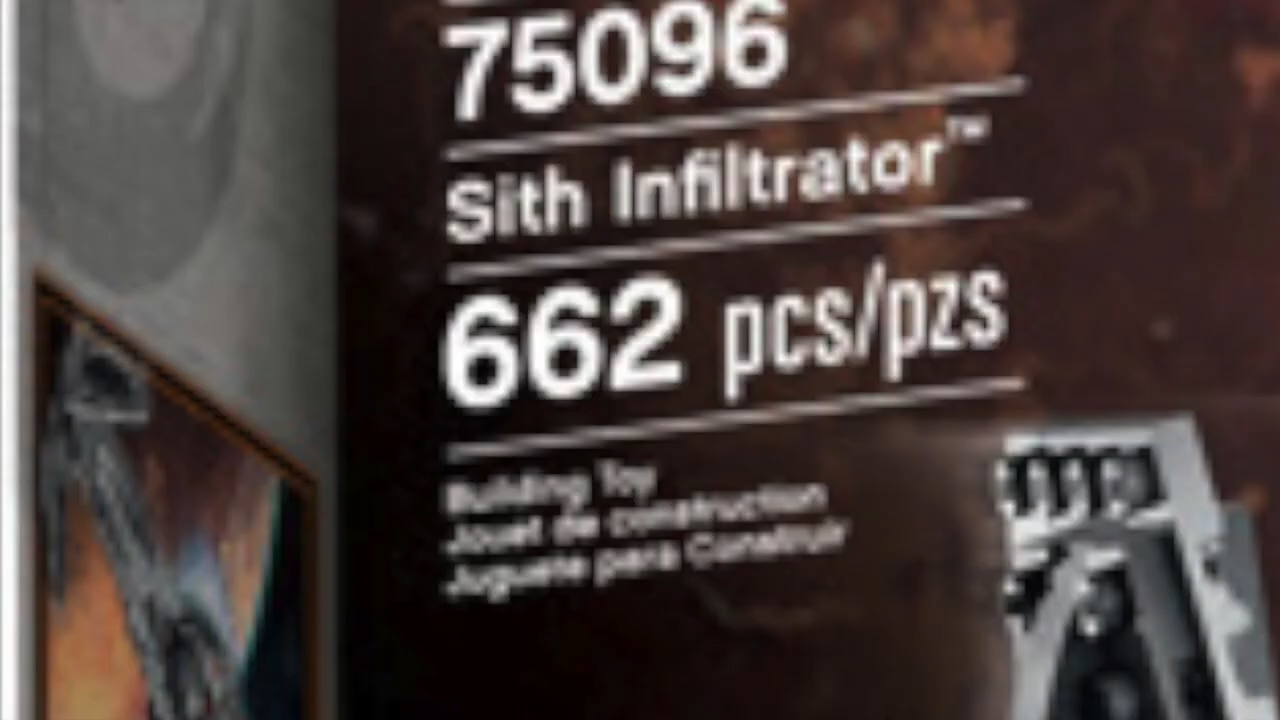 75096
Sith Infiltrator™
662 pcs/pzs
Building Toy
Jouet de construction
Juguete para Construir